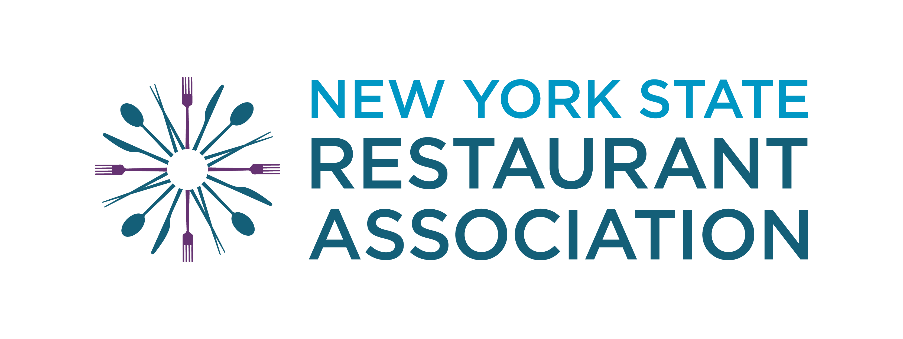 NEW YORK STATE
RESTAURANT
ASSOCIATION